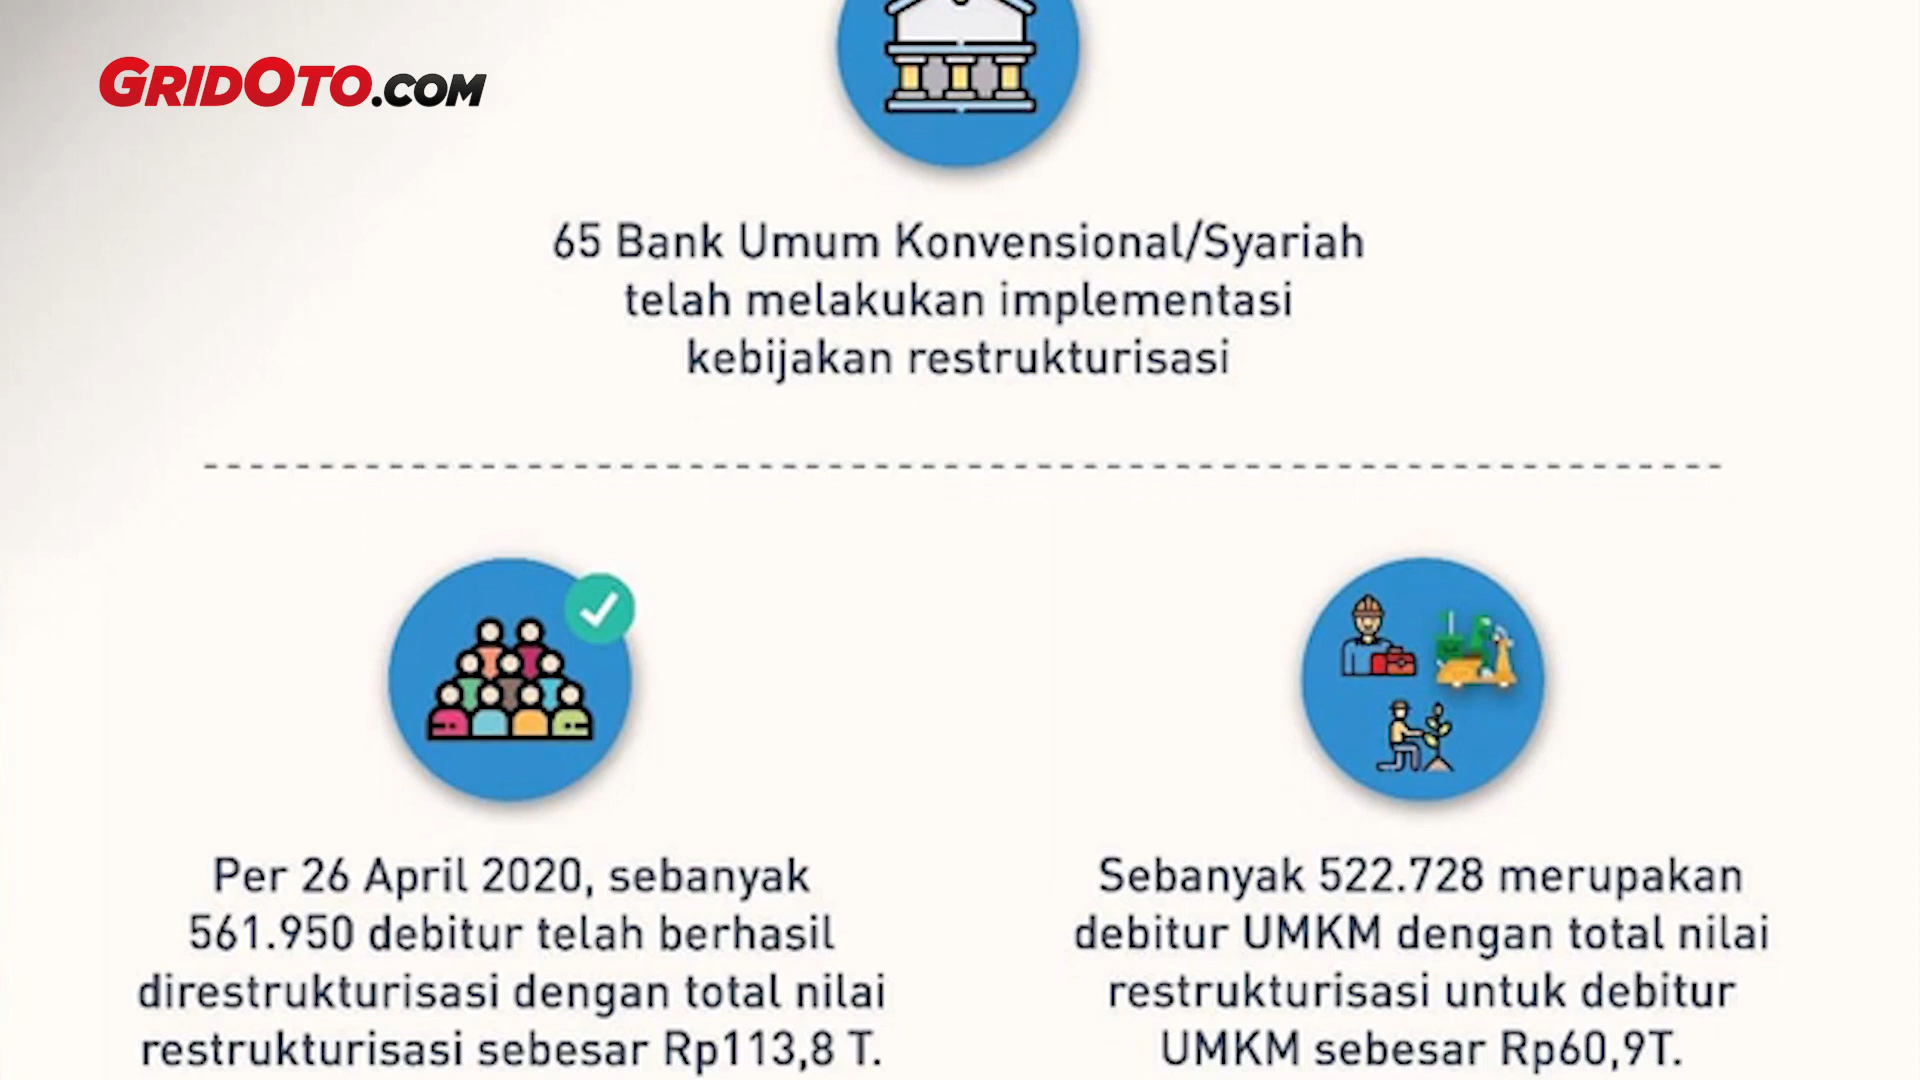 GRIDOTO.COM
65 Bank Umum Konvensional/Syariah
telah melakukan implementasi
kebijakan restrukturisasi
Per 26 April 2020, sebanyak
561.950 debitur telah berhasil
direstrukturisasi dengan total nilai
restrukturisasi sebesar Rp113,8 T.
Sebanyak 522.728 merupakan
debitur UMKM dengan total nilai
restrukturisasi untuk debitur
UMKM sebesar Rp60,9T.